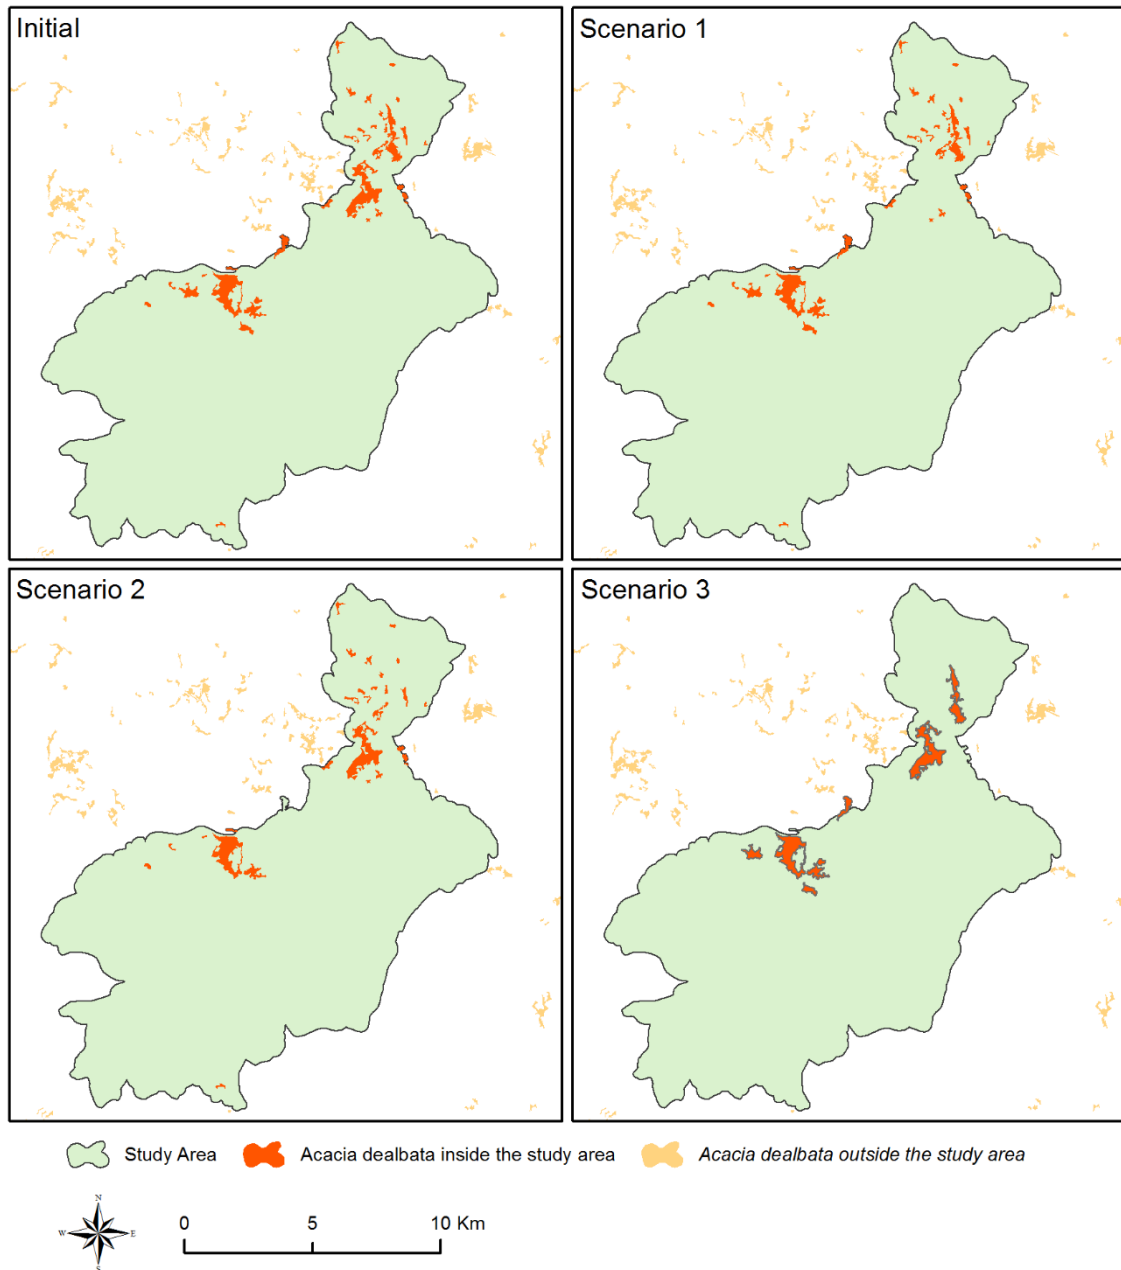 Initial
Scenario 1
Scenario 2
Scenario 3
Study Area
Acacia dealbata inside the study area
Acacia dealbata outside the study area
N
W
E
S
0
5
10 Km